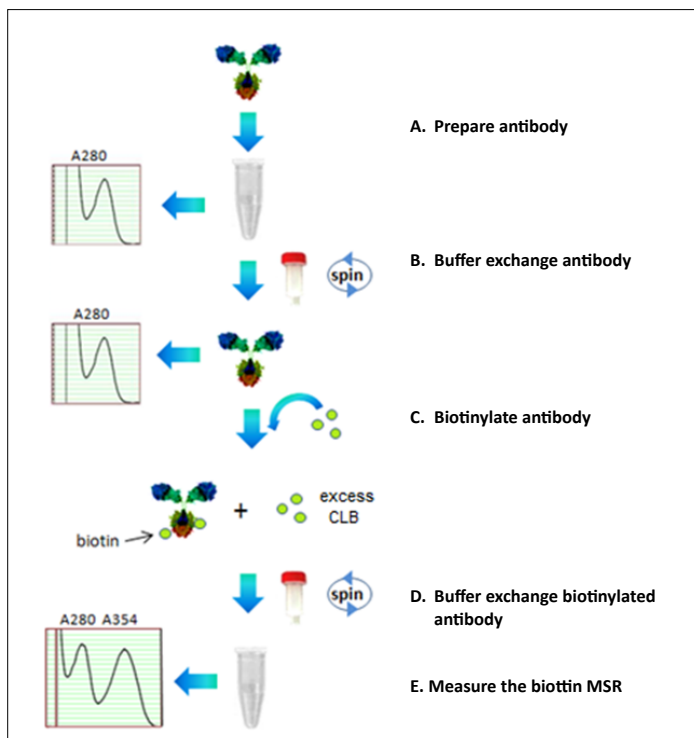 A. Prepare antibody
A280
B. Buffer exchange antibody
spin
A280
C. Biotinylate antibody
biotin
+
excess
CLB
D. Buffer exchange biotinylated
antibody
spin
A280 A354
E. Measure the biottin MSR